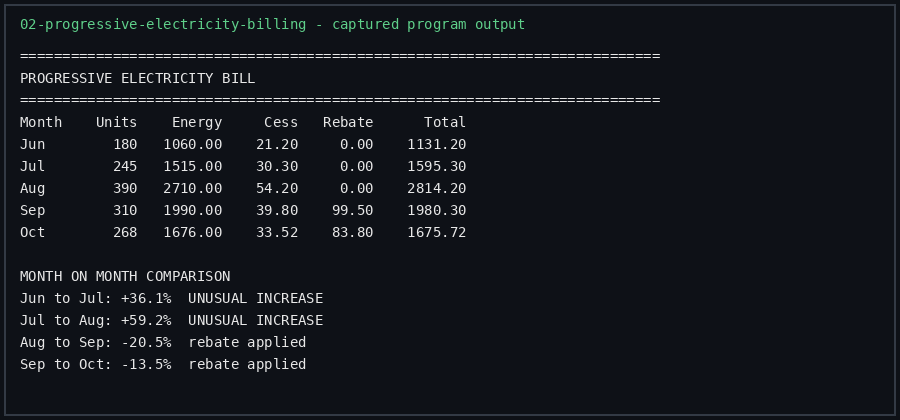 02-progressive-electricity-billing - captured program output
============================================================================
PROGRESSIVE ELECTRICITY BILL
============================================================================
Month    Units    Energy     Cess   Rebate      Total
Jun        180   1060.00    21.20     0.00    1131.20
Jul        245   1515.00    30.30     0.00    1595.30
Aug        390   2710.00    54.20     0.00    2814.20
Sep        310   1990.00    39.80    99.50    1980.30
Oct        268   1676.00    33.52    83.80    1675.72
MONTH ON MONTH COMPARISON
Jun to Jul: +36.1%  UNUSUAL INCREASE
Jul to Aug: +59.2%  UNUSUAL INCREASE
Aug to Sep: -20.5%  rebate applied
Sep to Oct: -13.5%  rebate applied